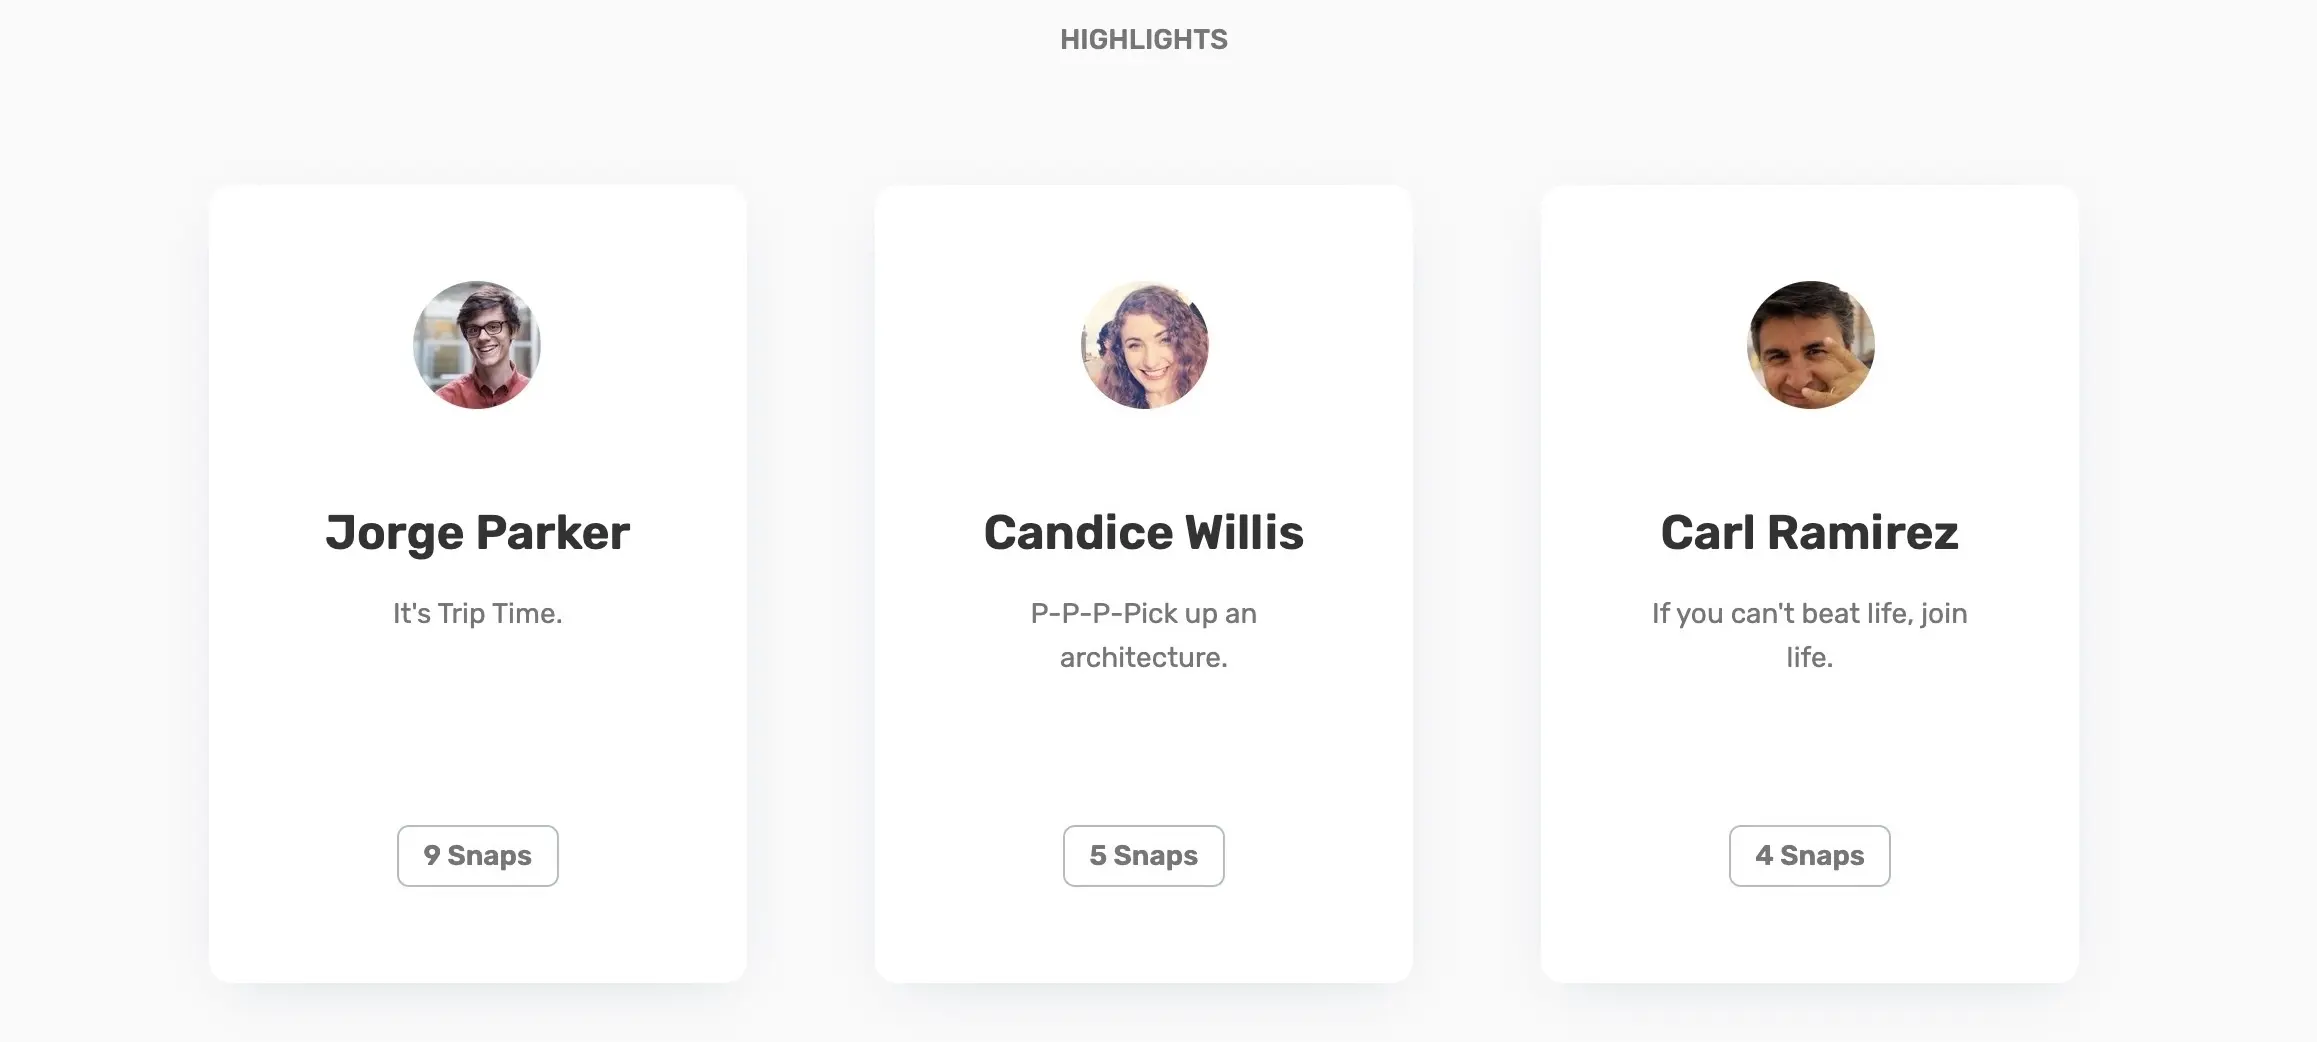 HIGHLIGHTS
Jorge Parker
It's Trip Time.
9 Snaps
Candice Willis
P-P-P-Pick up an
architecture.
5 Snaps
Carl Ramirez
If you can't beat life, join
life.
4 Snaps